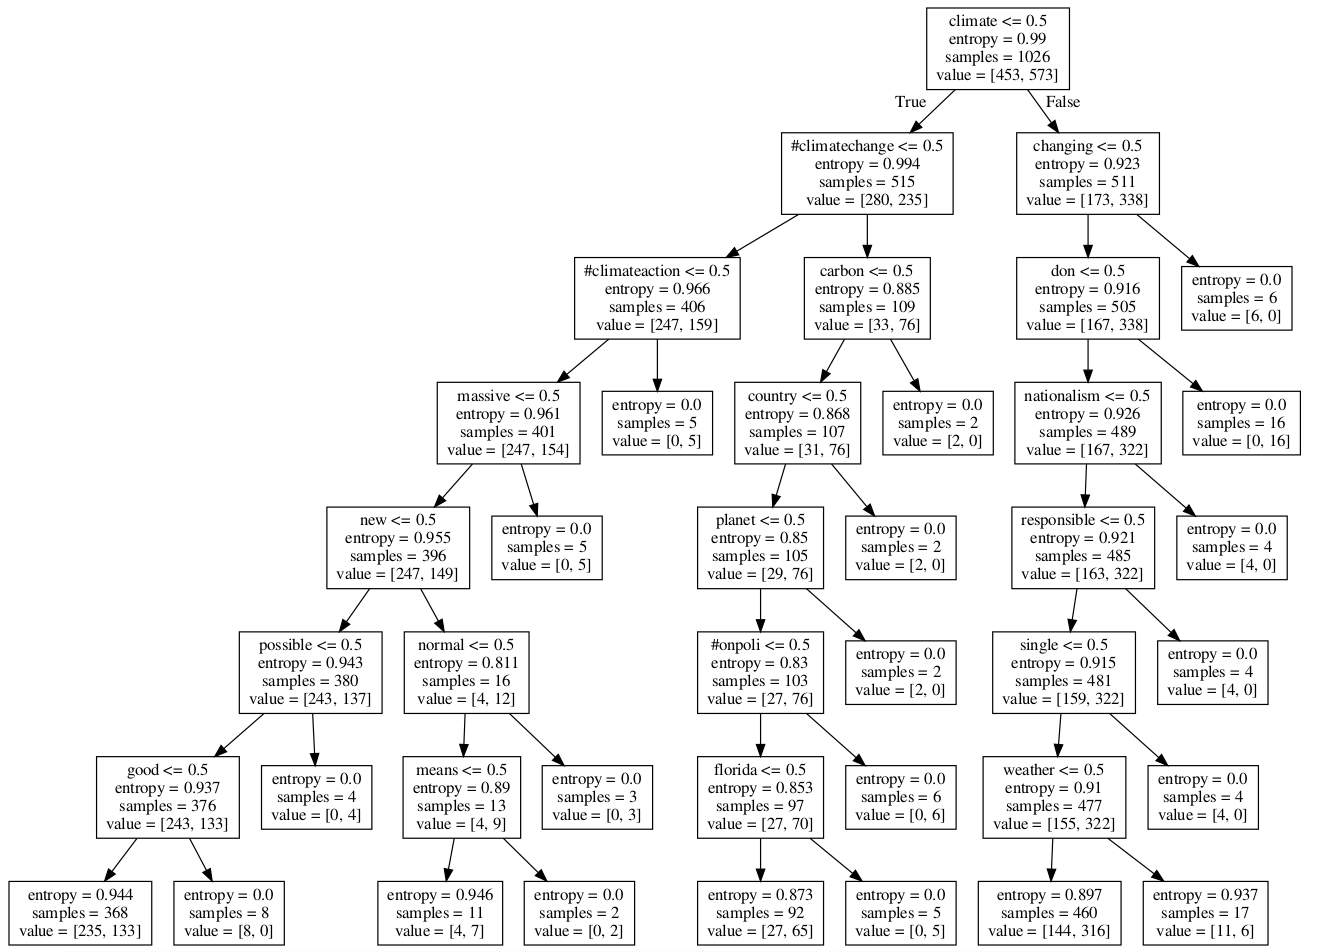 climate <= 0.5
entropy = 0.99
samples = 1026
value = [453, 573]
True
False
#climatechange <= 0.5
entropy = 0.994
samples = 515
value = [280, 235]
changing <= 0.5
entropy = 0.923
samples = 511
value = [173, 338]
#climateaction <= 0.5
entropy = 0.966
samples = 406
value = [247, 159]
carbon <= 0.5
entropy = 0.885
samples = 109
value = [33, 76]
don <= 0.5
entropy = 0.916
samples = 505
value = [167, 338]
entropy = 0.0
samples = 6
value = [6, 0]
massive <= 0.5
entropy = 0.961
samples = 401
value = [247, 154]
entropy = 0.0
samples = 5
value = [0, 5]
country <= 0.5
entropy = 0.868
samples = 107
value = [31, 76]
entropy = 0.0
samples = 2
value = [2, 0]
nationalism <= 0.5
entropy = 0.926
samples = 489
value = [167, 322]
entropy = 0.0
samples = 16
value = [0, 16]
new <= 0.5
entropy = 0.955
samples = 396
value = [247, 149]
entropy = 0.0
samples = 5
value = [0, 5]
planet <= 0.5
entropy = 0.85
samples = 105
value = [29, 76]
entropy = 0.0
samples = 2
value = [2, 0]
responsible <= 0.5
entropy = 0.921
samples = 485
value = [163, 322]
entropy = 0.0
samples = 4
value = [4, 0]
possible <= 0.5
entropy = 0.943
samples = 380
value = [243, 137]
normal <= 0.5
entropy = 0.811
samples = 16
value = [4, 12]
#onpoli <= 0.5
entropy = 0.83
samples = 103
value = [27, 76]
entropy = 0.0
samples = 2
value = [2, 0]
single <= 0.5
entropy = 0.915
samples = 481
value = [159, 322]
entropy = 0.0
samples = 4
value = [4, 0]
good <= 0.5
entropy = 0.937
samples = 376
value = [243, 133]
entropy = 0.0
samples = 4
value = [0, 4]
means <= 0.5
entropy = 0.89
samples = 13
value = [4, 9]
entropy = 0.0
samples = 3
value = [0, 3]
florida <= 0.5
entropy = 0.853
samples = 97
value = [27, 70]
entropy = 0.0
samples = 6
value = [0, 6]
weather <= 0.5
entropy = 0.91
samples = 477
value = [155, 322]
entropy = 0.0
samples = 4
value = [4, 0]
entropy = 0.944
samples = 368
value = [235, 133]
entropy = 0.0
samples = 8
value = [8, 0]
entropy = 0.946
samples = 11
value = [4, 7]
entropy = 0.0
samples = 2
value = [0, 2]
entropy = 0.873
samples = 92
value = [27, 65]
entropy = 0.0
samples = 5
value = [0, 5]
entropy = 0.897
samples = 460
value = [144, 316]
entropy = 0.937
samples = 17
value = [11, 6]